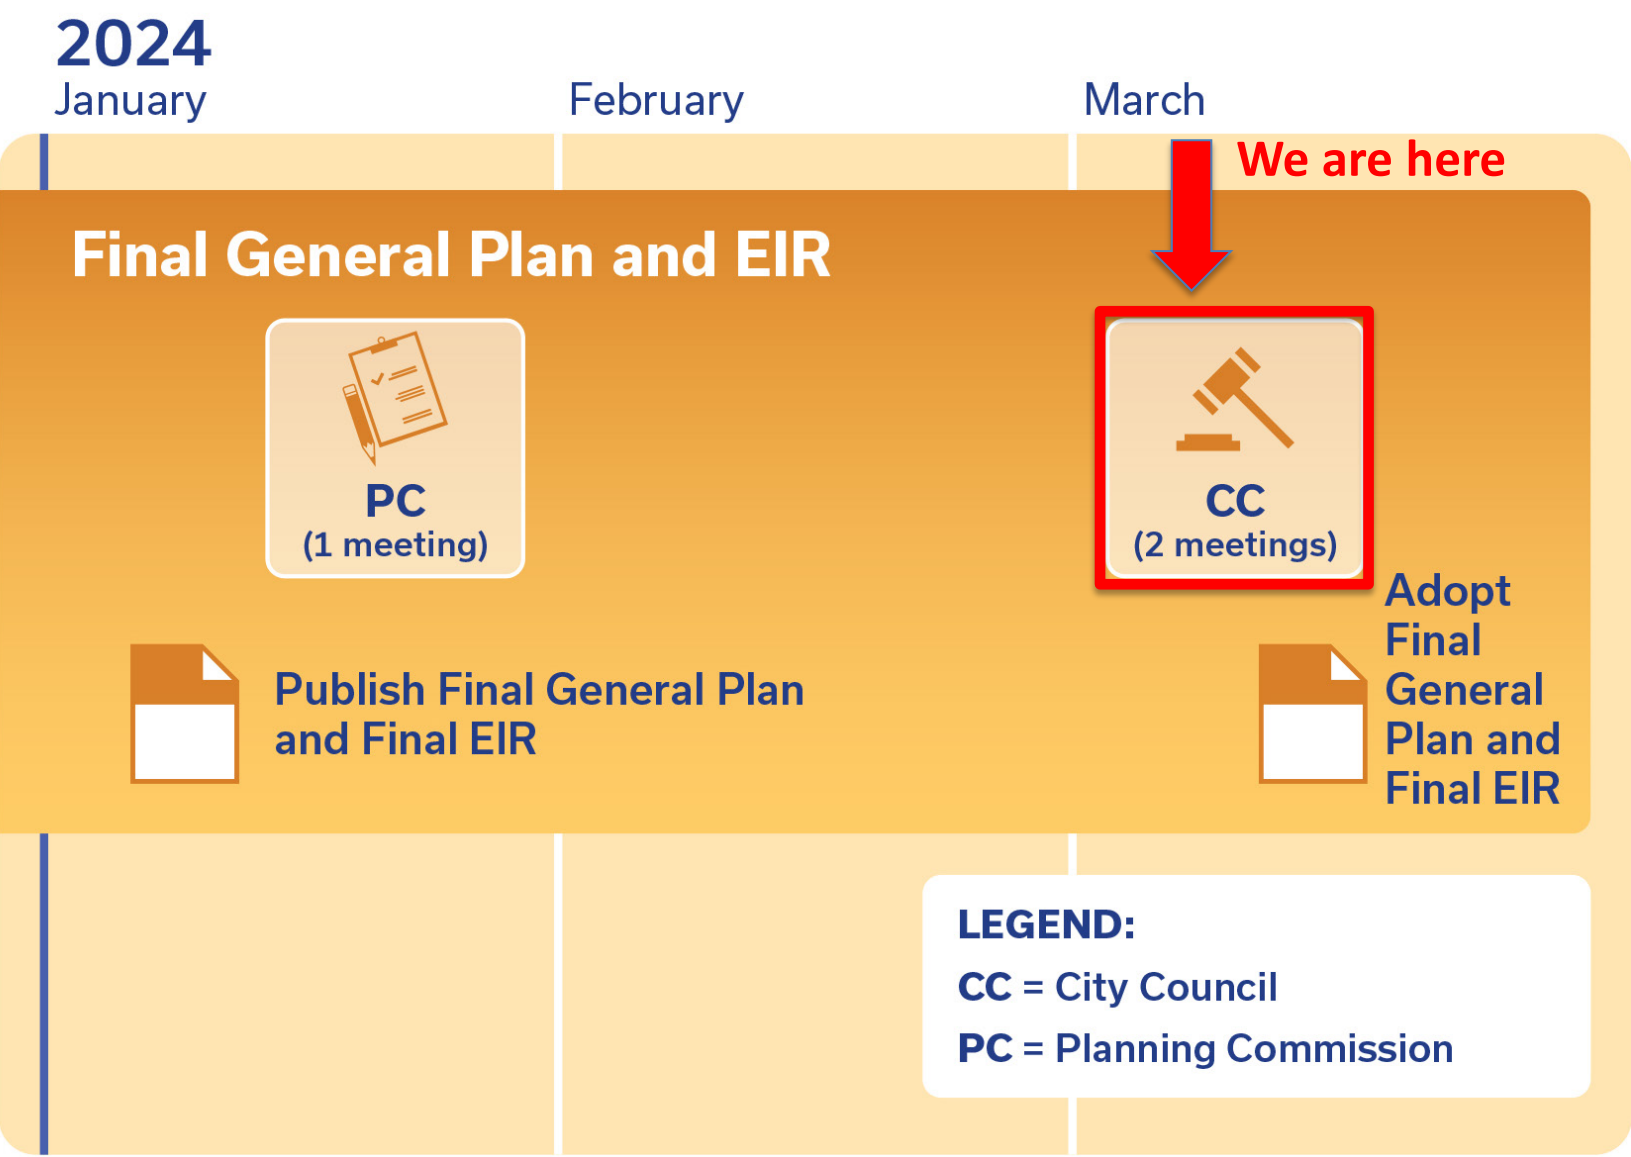 2024
January
February
March
We are here
Final General Plan and EIR
PC
(1 meeting)
CC
(2 meetings)
Publish Final General Plan
and Final EIR
Adopt
Final
General
Plan and
Final EIR
LEGEND:
CC = City Council
PC = Planning Commission